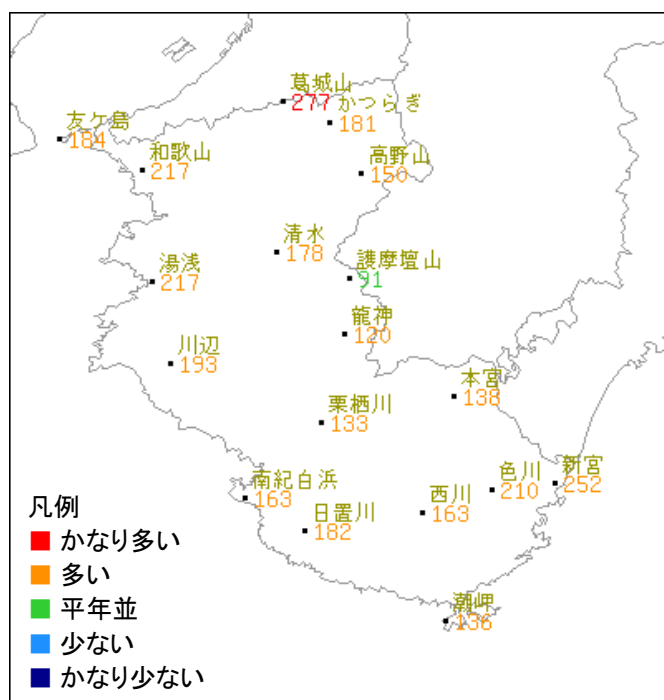 葛城山
277
かつらぎ
181
友ケ島
184
和歌山
217
高野山
150
清水
178
護摩壇山
91
湯浅
217
龍神
120
川辺
193
本宮
138
栗栖川
133
南紀白浜
163
日置川
182
西川
163
色川
210
新宮
252
潮岬
136
凡例
かなり多い
多い
平年並
少ない
かなり少ない